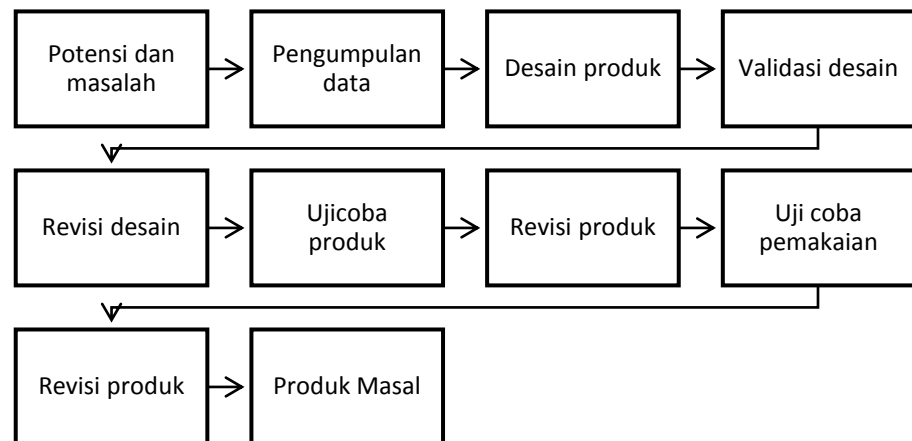 Potensi dan
masalah
Pengumpulan
data
Desain produk
Validasi desain
Revisi desain
Ujicoba
produk
Revisi produk
Uji coba
pemakaian
Revisi produk
Produk Masal